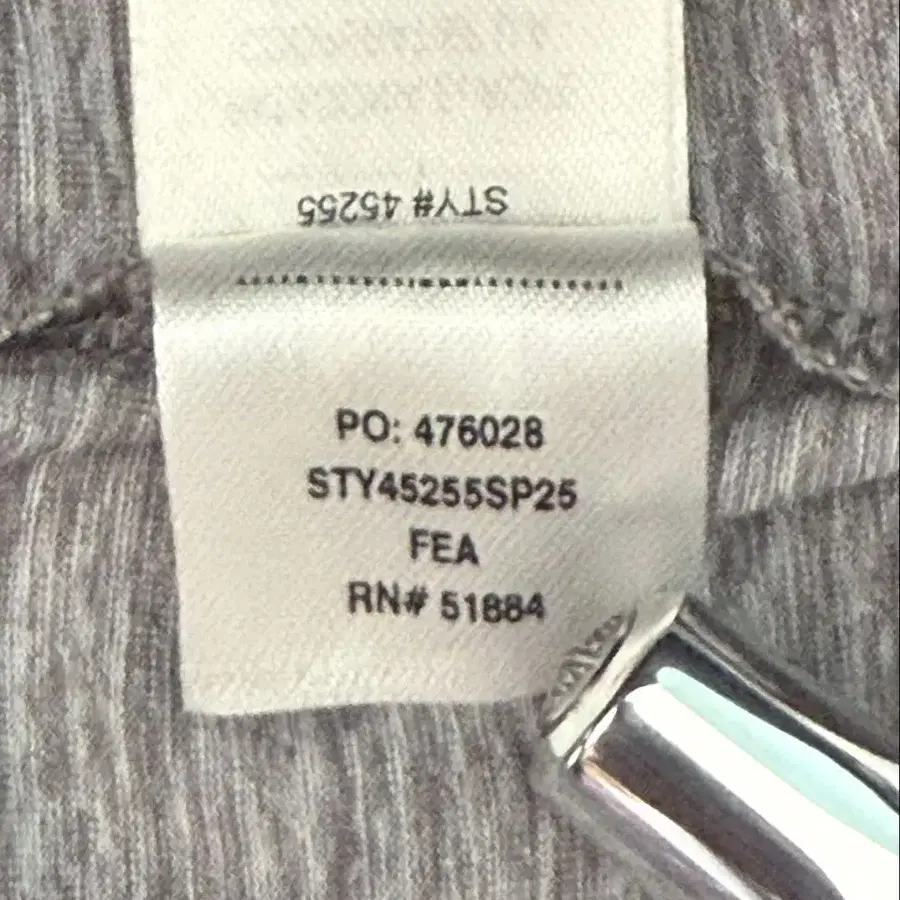 STY# 45255
PO: 476028
STY45255SP25
FEA
RN# 51884